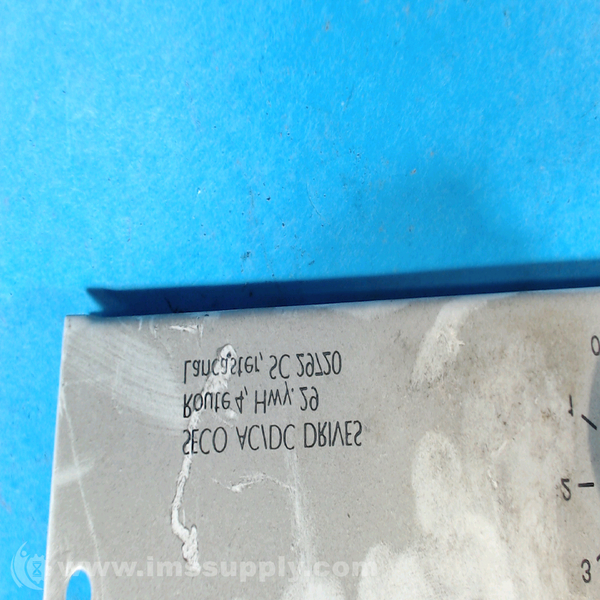 SECO AC/DC DRIVES
Route 4, Hwy. 29
Lancaster, SC 29720
0
1
2
3
www.imssupply.com